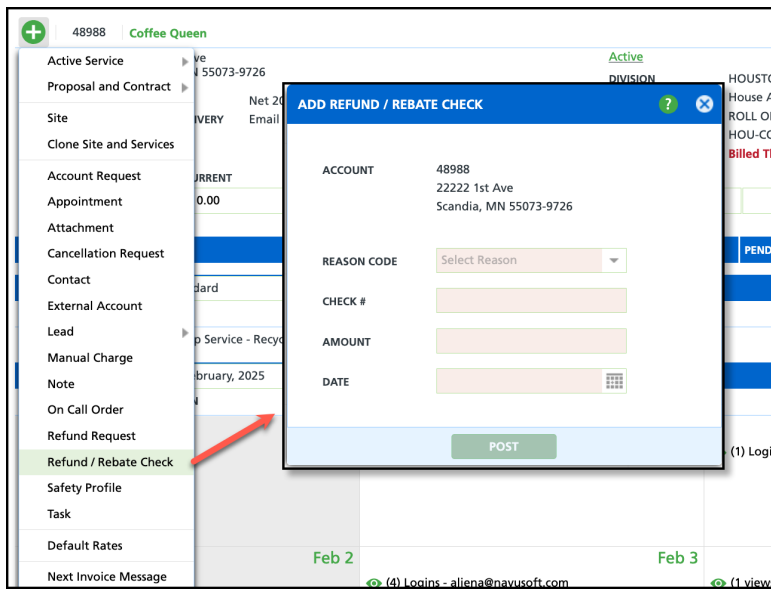 48988 Coffee Queen
Active Service
Proposal and Contract
Site
Clone Site and Services
Account Request
Appointment
Attachment
Cancellation Request
Contact
External Account
Lead
Manual Charge
Note
On Call Order
Refund Request
Refund / Rebate Check
Safety Profile
Task
Default Rates
Next Invoice Message
ve
N 55073-9726
Net 20
IVERY Email
URRENT
0.00
dard
p Service - Recyc
bruary, 2025
N
Active
DIVISION
HOUSTO
House A
ROLL O
HOU-CO
Billed Th
PEND
ADD REFUND / REBATE CHECK ?
ACCOUNT 48988
22222 1st Ave
Scandia, MN 55073-9726
REASON CODE Select Reason
CHECK #
AMOUNT
DATE
POST
(1) Logi
Feb 2 Feb 3
(4) Logins - aliena@navusoft.com (1 view